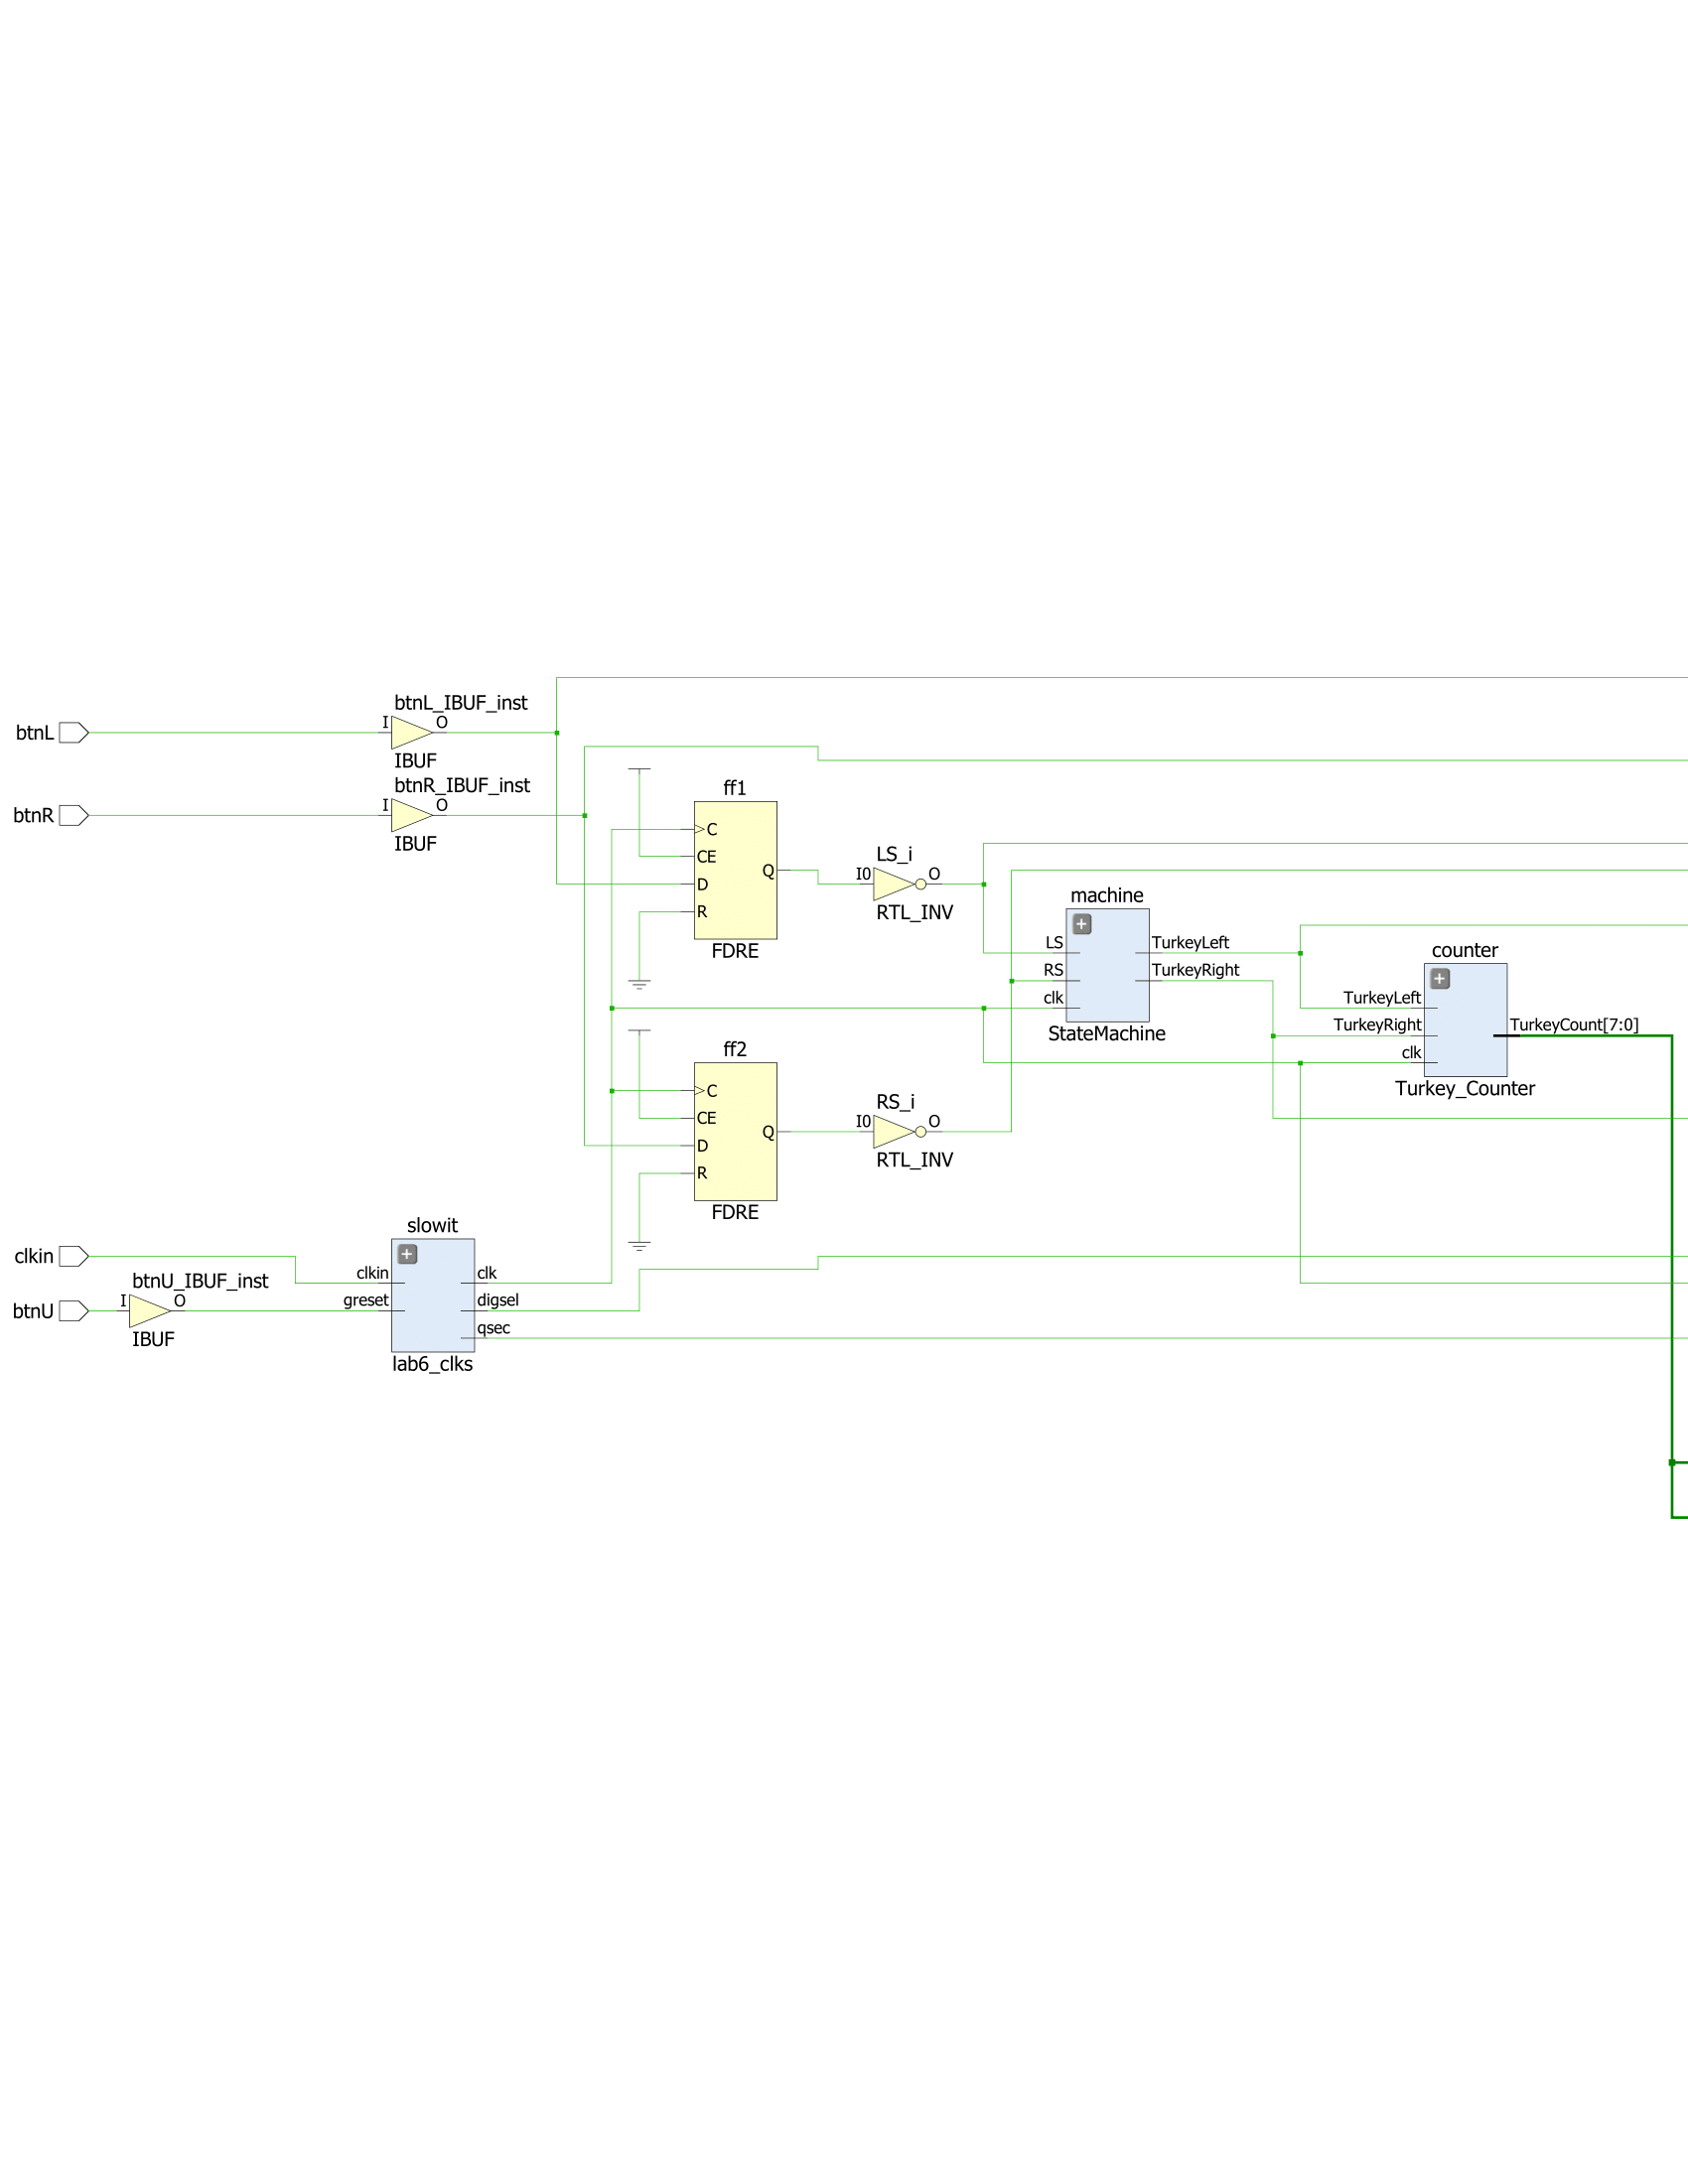 btnL_IBUF_inst
btnL
I
O
IBUF
btnR_IBUF_inst
btnR
I
O
IBUF
ff1
C
CE
D
R
Q
FDRE
LS_i
I0
O
RTL_INV
machine
LS
RS
clk
TurkeyLeft
TurkeyRight
StateMachine
counter
TurkeyLeft
TurkeyRight
clk
TurkeyCount[7:0]
Turkey_Counter
ff2
C
CE
D
R
Q
FDRE
RS_i
I0
O
RTL_INV
slowit
clkin
clkin
clk
btnU_IBUF_inst
btnU
I
O
IBUF
greset
digsel
qsec
lab6_clks